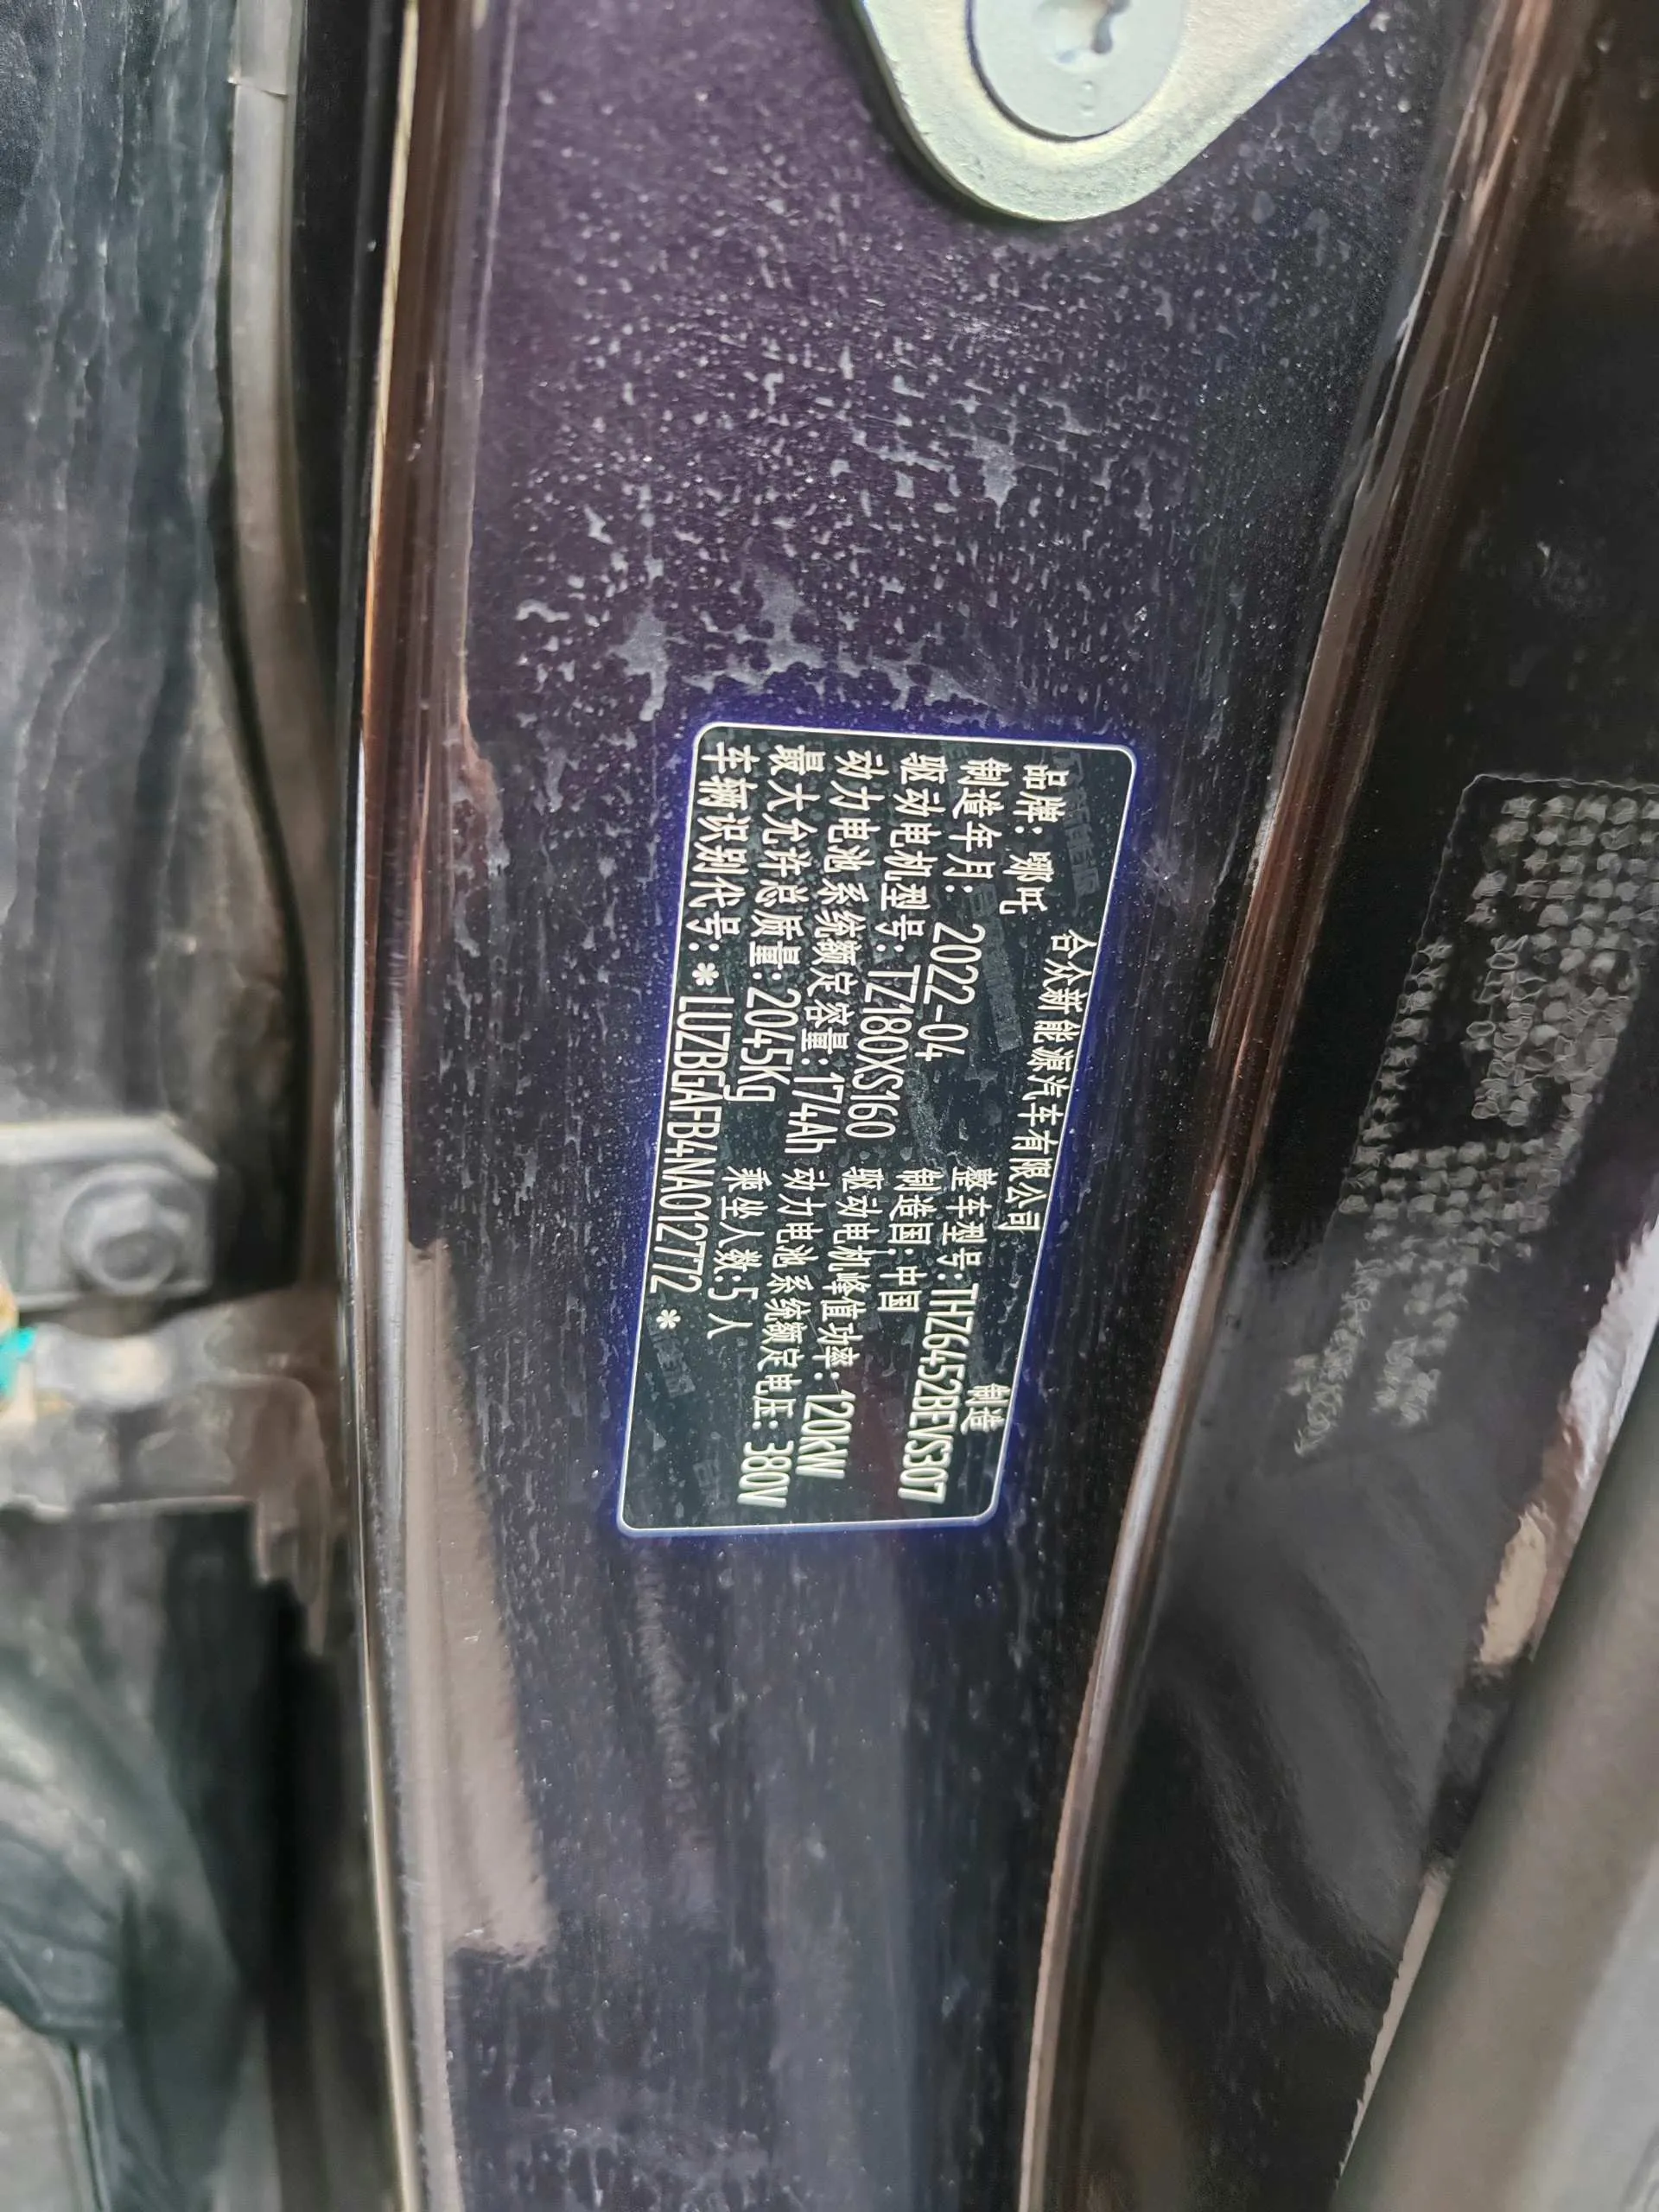 合众新能源汽车有限公司 制造
品牌: 哪吒 整车型号:THZ6452BEVS307
制造年月: 2022-04 制造国: 中国
驱动电机型号: TZ180XS160 驱动电机峰值功率: 120kW
动力电池系统额定容量: 174Ah 动力电池系统额定电压: 380V
最大允许总质量: 2045Kg 乘坐人数:5人
车辆识别代号: *LUZBGAFB4NA012772*